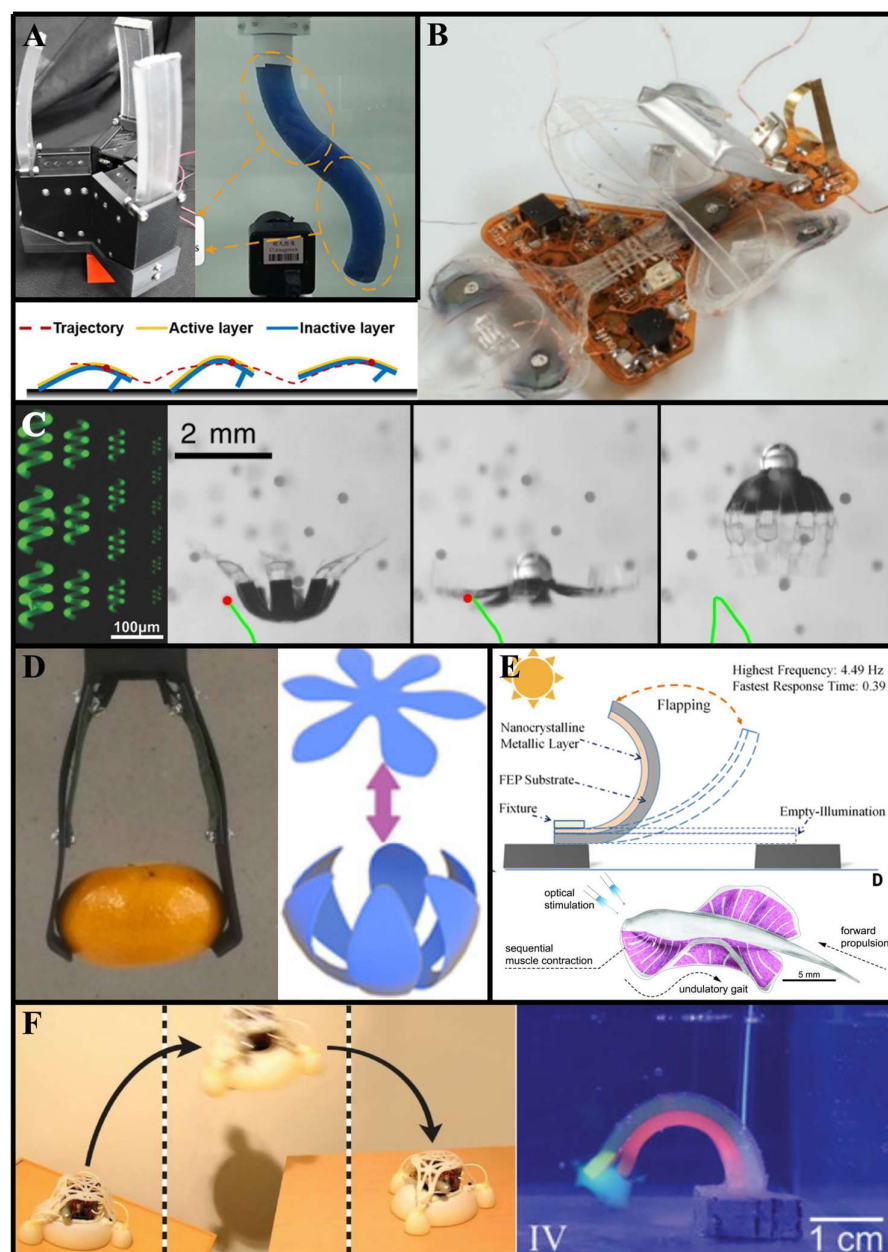 A
s
B
Trajectory
Active layer
Inactive layer
C
2 mm
100μm
D
E
Highest Frequency: 4.49 Hz
Fastest Response Time: 0.39
Flapping
Nanocrystalline
Metallic Layer
FEP Substrate
Fixture
Empty-Illumination
D
optical
stimulation
forward
propulsion
sequential
muscle contraction
5 mm
undulatory gait
F
IV
1 cm